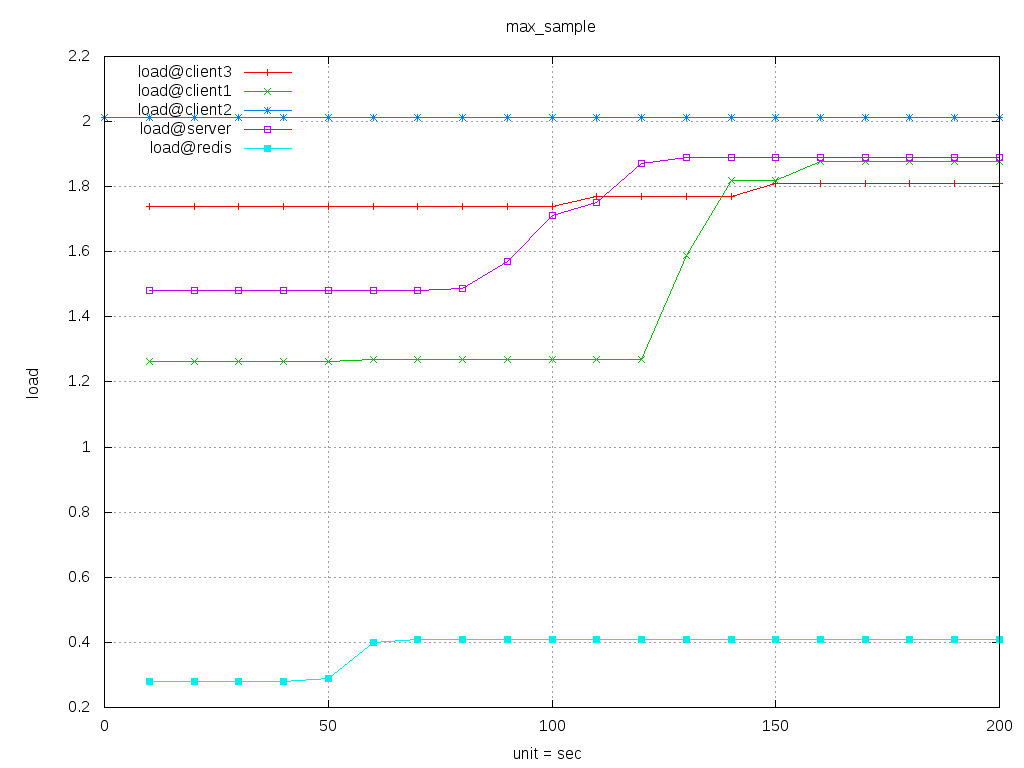 max_sample
2.2
2
1.8
1.6
1.4
1.2
1
0.8
0.6
0.4
0.2
load
load@client3
load@client1
load@client2
load@server
load@redis
0 50 100 150 200
unit = sec